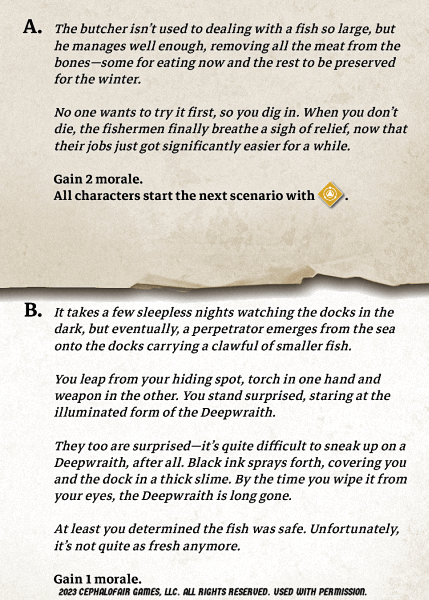 A. The butcher isn't used to dealing with a fish so large, but
he manages well enough, removing all the meat from the
bones—some for eating now and the rest to be preserved
for the winter.
No one wants to try it first, so you dig in. When you don't
die, the fishermen finally breathe a sigh of relief, now that
their jobs just got significantly easier for a while.
Gain 2 morale.
All characters start the next scenario with .
B. It takes a few sleepless nights watching the docks in the
dark, but eventually, a perpetrator emerges from the sea
onto the docks carrying a clawful of smaller fish.
You leap from your hiding spot, torch in one hand and
weapon in the other. You stand surprised, staring at the
illuminated form of the Deepwraith.
They too are surprised—it's quite difficult to sneak up on a
Deepwraith, after all. Black ink sprays forth, covering you
and the dock in a thick slime. By the time you wipe it from
your eyes, the Deepwraith is long gone.
At least you determined the fish was safe. Unfortunately,
it's not quite as fresh anymore.
Gain 1 morale.
2023 CEPHALOFAIR GAMES, LLC. ALL RIGHTS RESERVED. USED WITH PERMISSION.